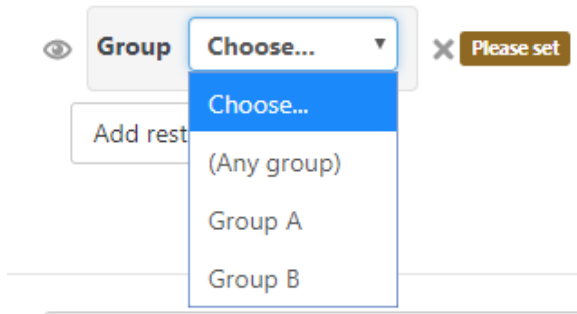 Group Choose... Please set
Choose...
Add rest
(Any group)
Group A
Group B